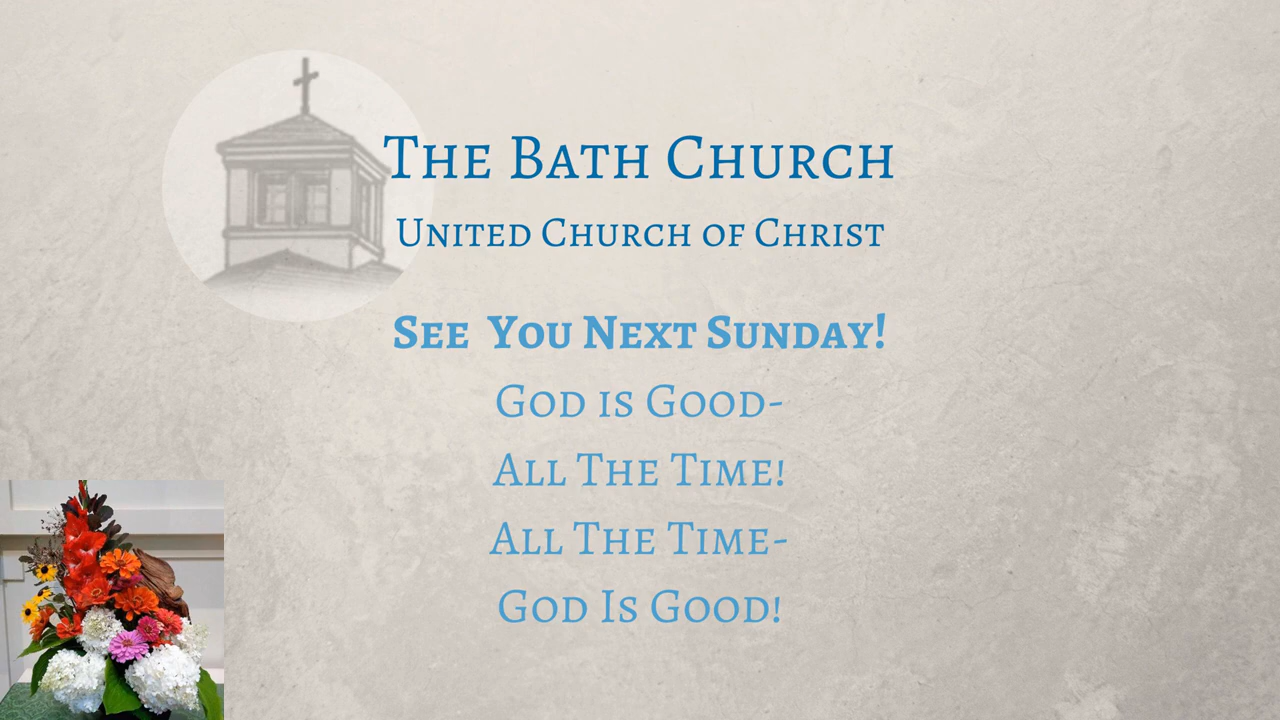 The Bath Church
United Church of Christ
See You Next Sunday!
God is Good-
All The Time!
All The Time-
God Is Good!